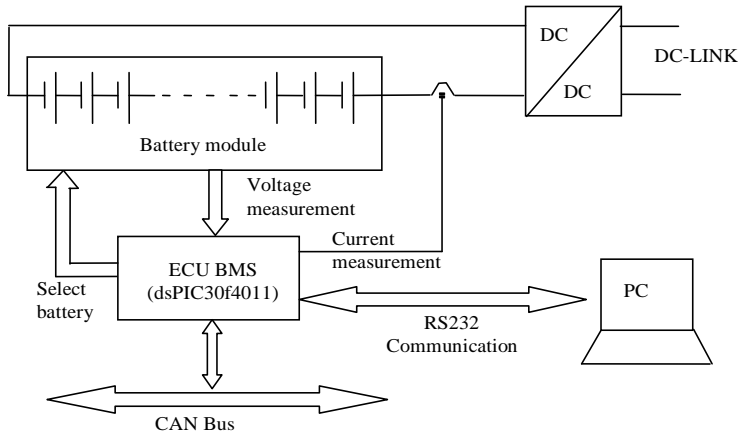 DC
DC
DC-LINK
Battery module
Voltage
measurement
Current
measurement
ECU BMS
(dsPIC30f4011)
Select
battery
PC
RS232
Communication
CAN Bus